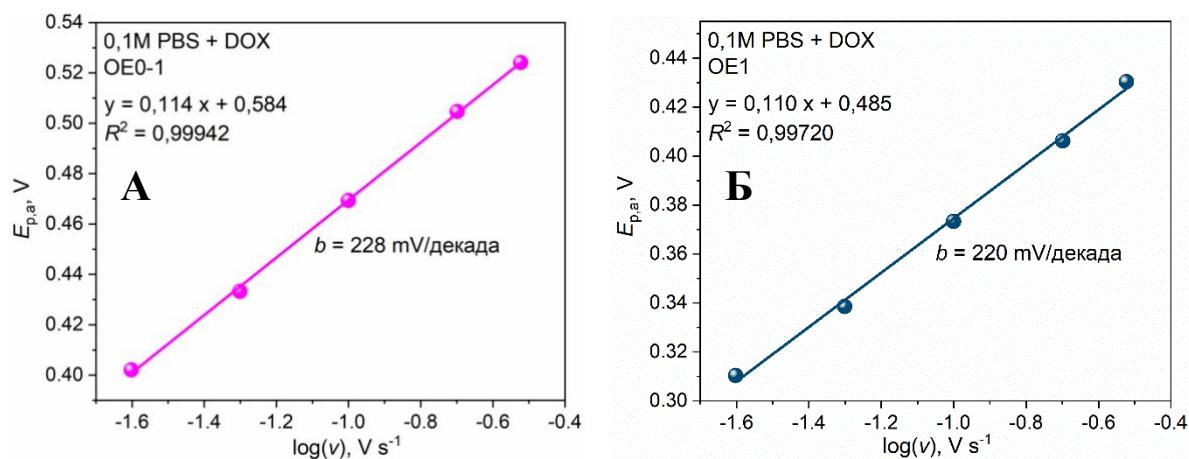 0,1M PBS + DOX
OE0-1
y = 0,114 x + 0,584
R² = 0,99942
А
b = 228 mV/декада
E p,a, V
0.54
0.52
0.50
0.48
0.46
0.44
0.42
0.40
-1.6 -1.4 -1.2 -1.0 -0.8 -0.6 -0.4
log(v), V s⁻¹
0,1M PBS + DOX
OE1
y = 0,110 x + 0,485
R² = 0,99720
Б
b = 220 mV/декада
E p,a, V
0.44
0.42
0.40
0.38
0.36
0.34
0.32
0.30
-1.6 -1.4 -1.2 -1.0 -0.8 -0.6 -0.4
log(v), V s⁻¹